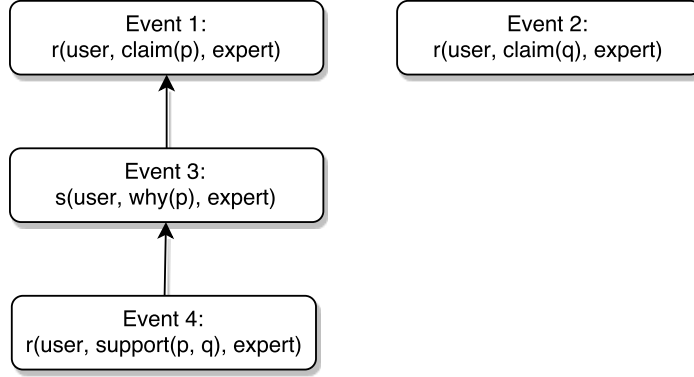 Event 1:
r(user, claim(p), expert)
Event 2:
r(user, claim(q), expert)
Event 3:
s(user, why(p), expert)
Event 4:
r(user, support(p, q), expert)